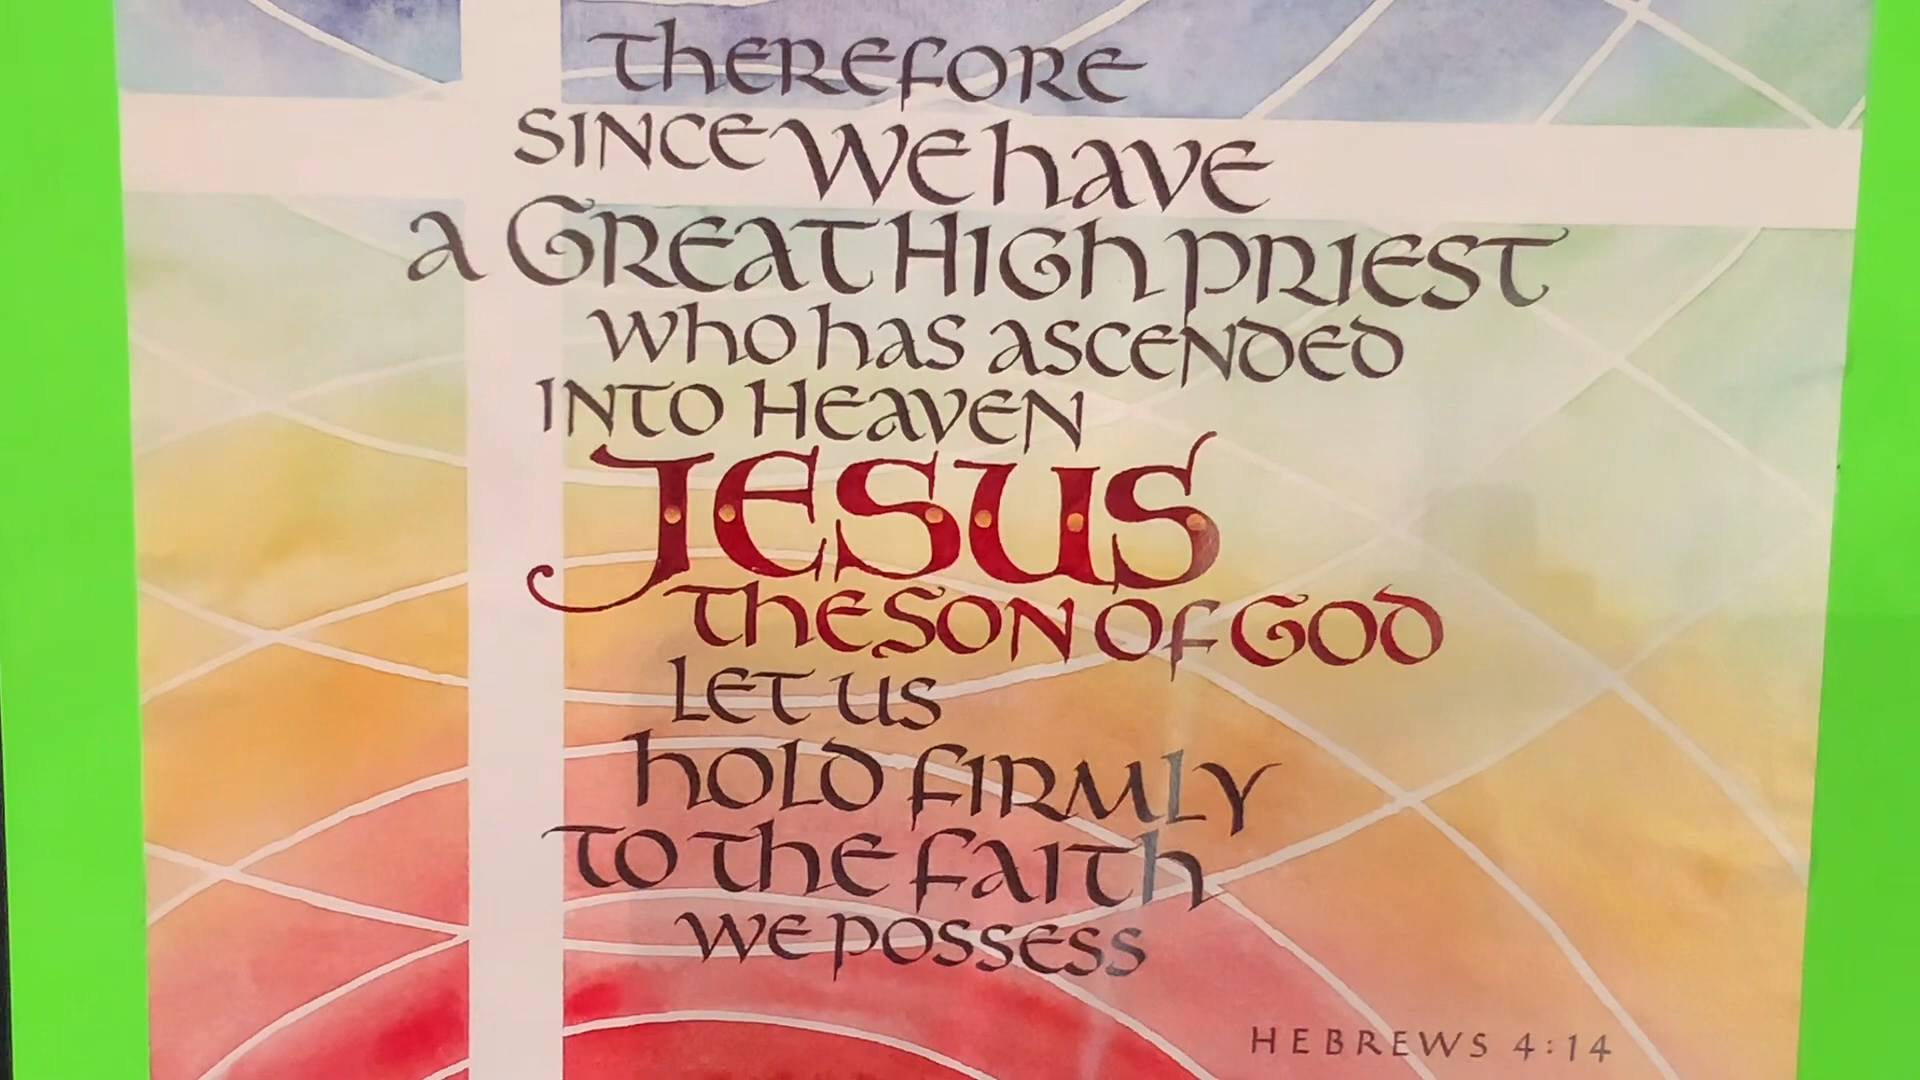 THEREFORE
SINCE WE HAVE
A GREAT HIGH PRIEST
WHO HAS ASCENDED
INTO HEAVEN
JESUS
THE SON OF GOD
LET US
HOLD FIRMLY
TO THE FAITH
WE POSSESS
HEBREWS 4:14